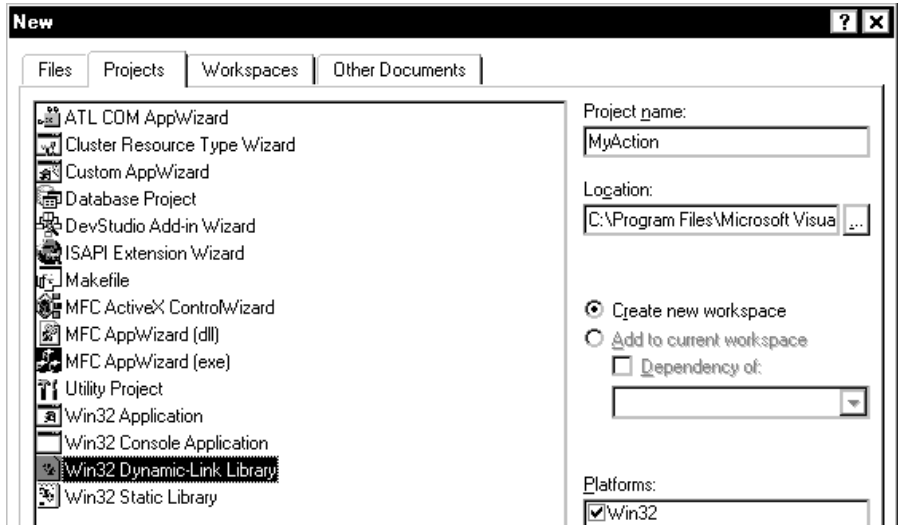 New
Files Projects Workspaces Other Documents
ATL COM AppWizard
Cluster Resource Type Wizard
Custom AppWizard
Database Project
DevStudio Add-in Wizard
ISAPI Extension Wizard
Makefile
MFC ActiveX ControlWizard
MFC AppWizard (dll)
MFC AppWizard (exe)
Utility Project
Win32 Application
Win32 Console Application
Win32 Dynamic-Link Library
Win32 Static Library
Project name:
MyAction
Location:
C:\Program Files\Microsoft Visua ...
Create new workspace
Add to current workspace
Dependency of:
Platforms:
Win32